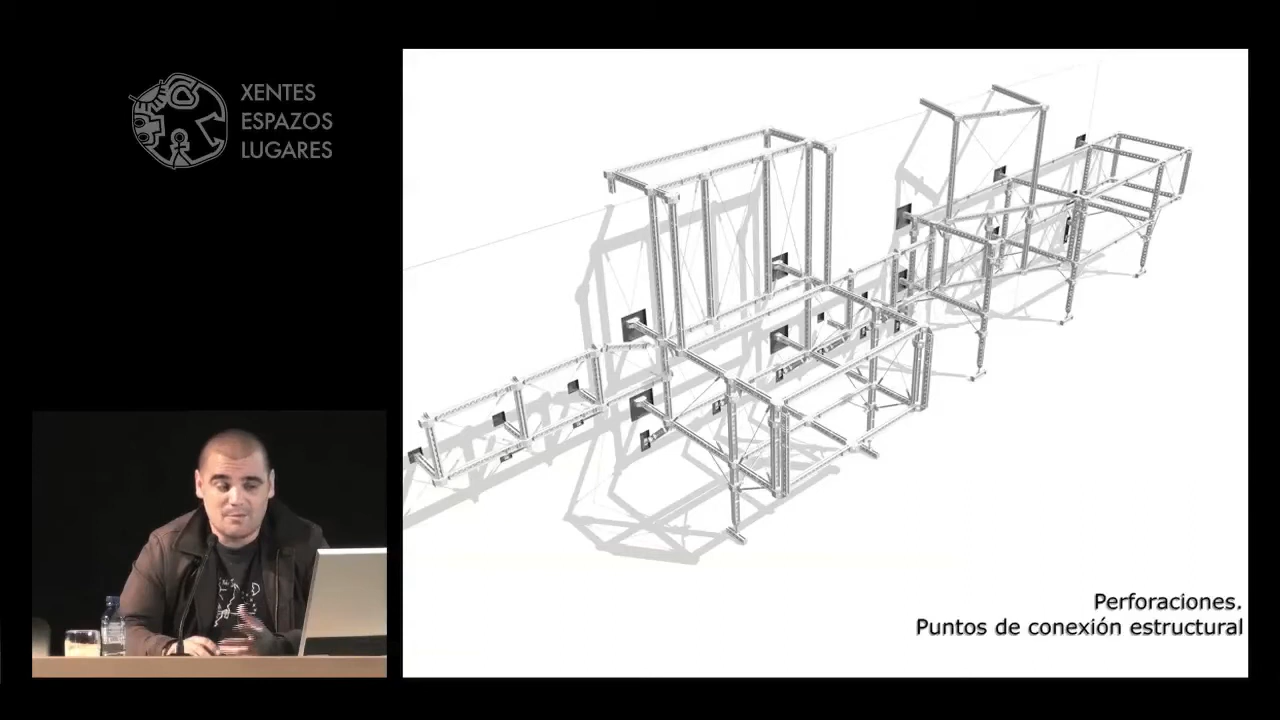 XENTES
ESPAZOS
LUGARES
Perforaciones.
Puntos de conexión estructural